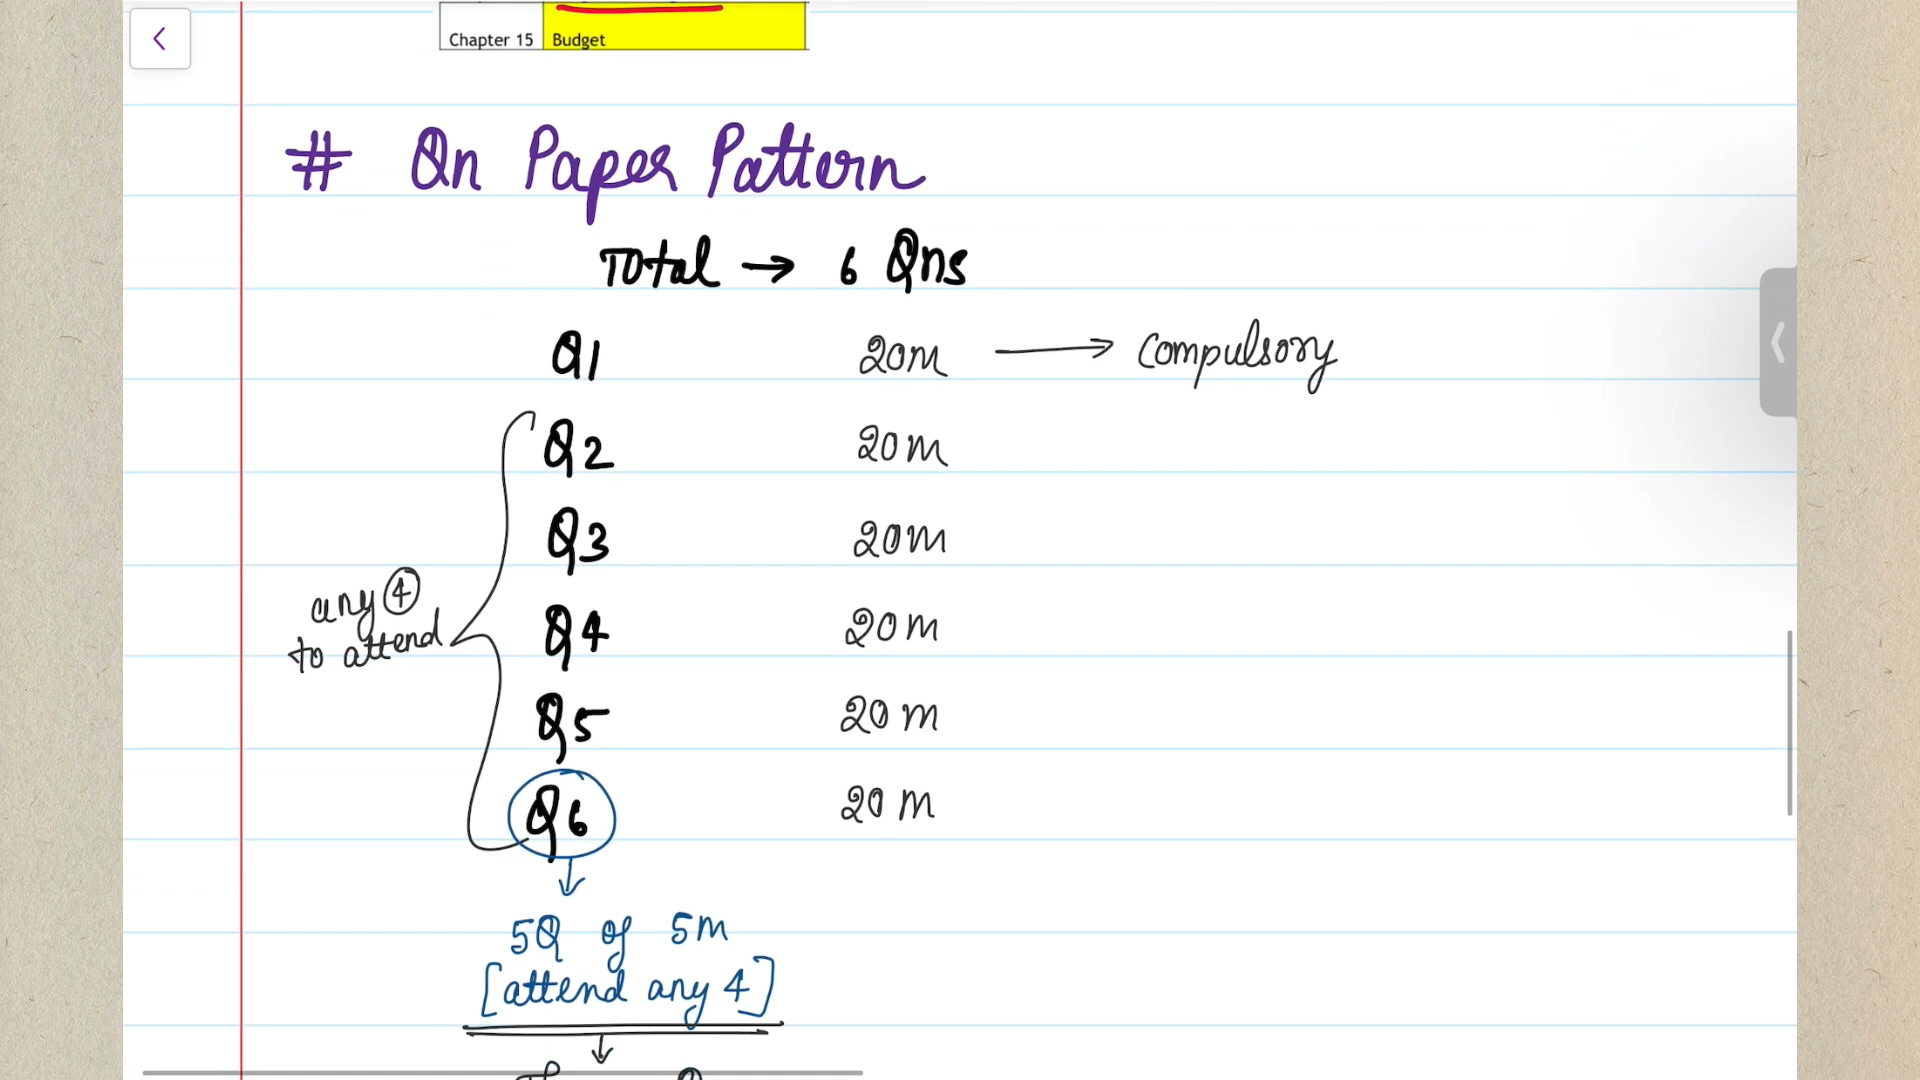 Chapter 15 Budget
# Qn Paper Pattern
Total → 6 Qns
Q1 20m → compulsory
Q2 20m
Q3 20m
any 4 to attend
Q4 20m
Q5 20m
Q6 20m
5Q of 5m
[attend any 4]